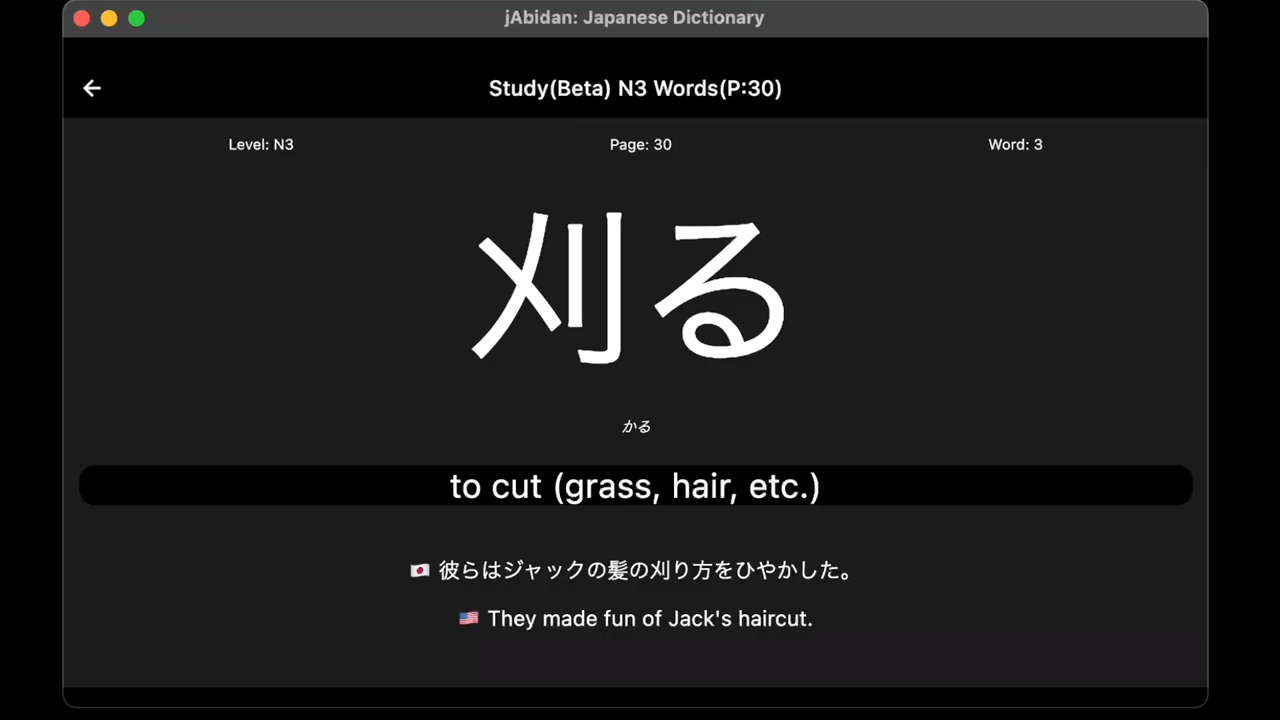 jAbidan: Japanese Dictionary
Study(Beta) N3 Words(P:30)
Level: N3 Page: 30 Word: 3
刈る
かる
to cut (grass, hair, etc.)
🇯🇵 彼らはジャックの髪の刈り方をひやかした。
🇺🇸 They made fun of Jack's haircut.